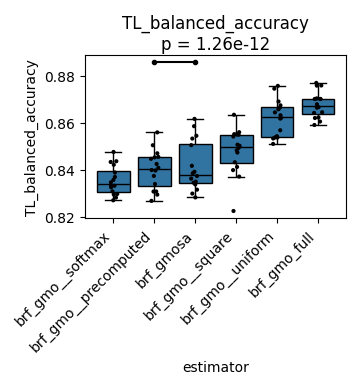 TL_balanced_accuracy
p = 1.26e-12
TL_balanced_accuracy
0.88
0.86
0.84
0.82
brf_gmo__softmax
brf_gmo__precomputed
brf_gmosa
brf_gmo__square
brf_gmo__uniform
brf_gmo_full
estimator